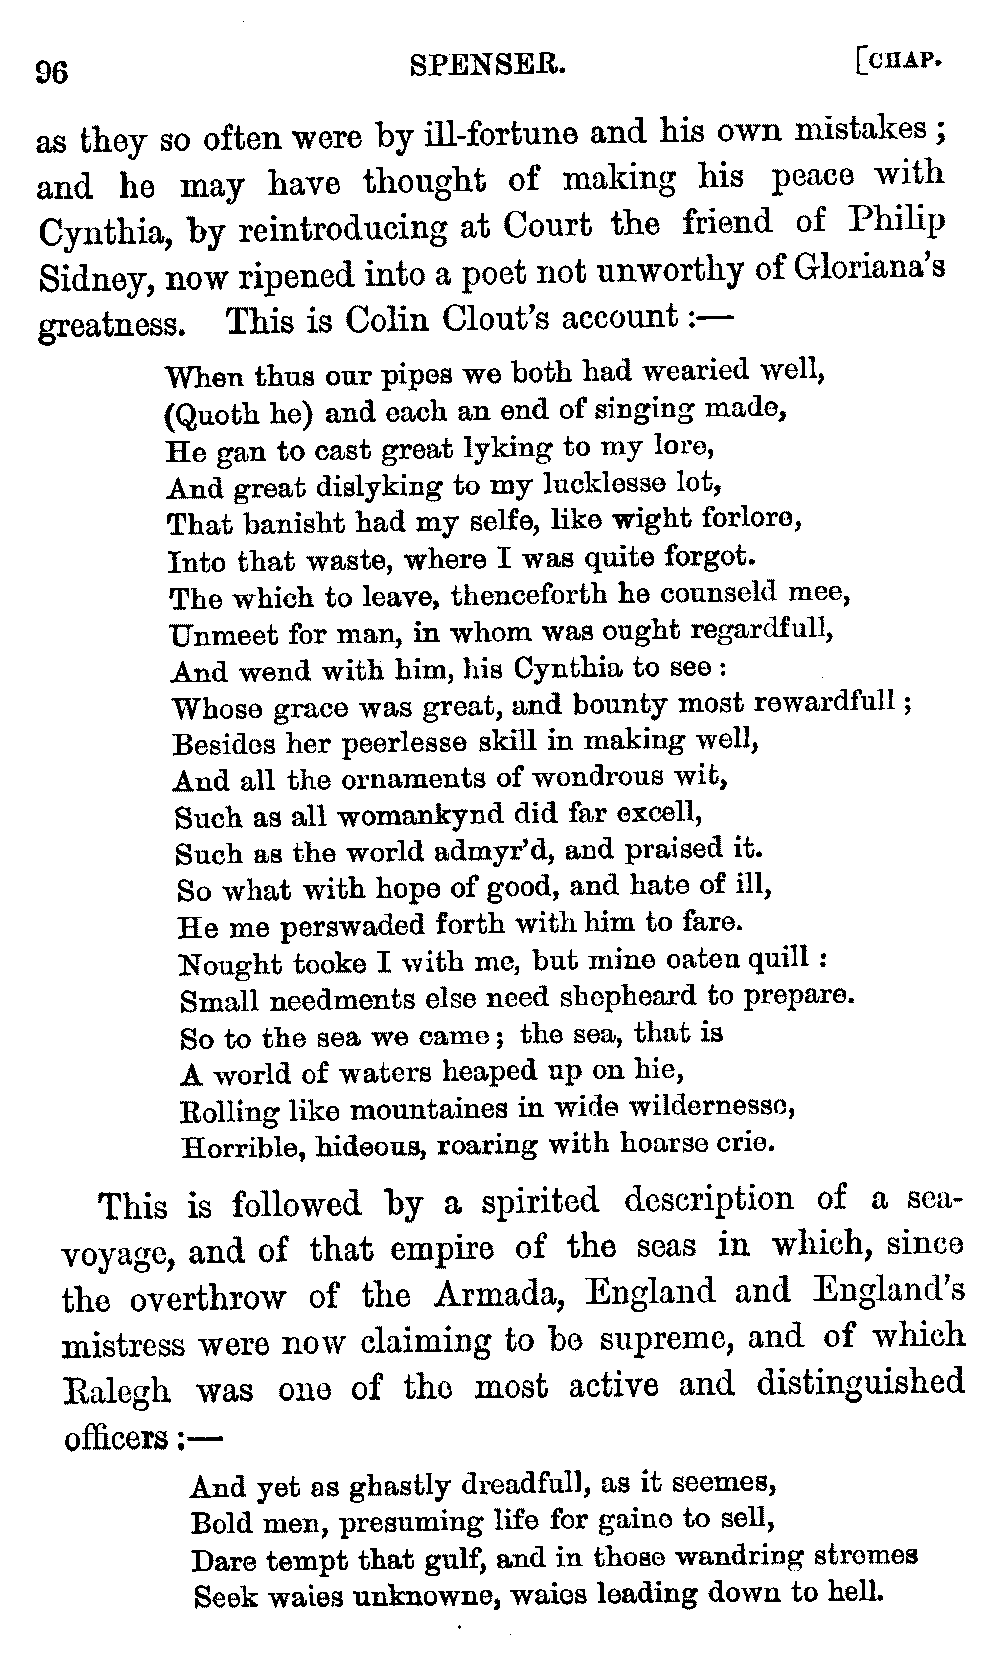 96 SPENSER. [CHAP.
as they so often were by ill-fortune and his own mistakes ;
and he may have thought of making his peace with
Cynthia, by reintroducing at Court the friend of Philip
Sidney, now ripened into a poet not unworthy of Gloriana's
greatness. This is Colin Clout's account :—
When thus our pipes we both had wearied well,
(Quoth he) and each an end of singing made,
He gan to cast great lyking to my lore,
And great dislyking to my lucklesse lot,
That banisht had my selfe, like wight forlore,
Into that waste, where I was quite forgot.
The which to leave, thenceforth he counseld mee,
Unmeet for man, in whom was ought regardfull,
And wend with him, his Cynthia to see :
Whose grace was great, and bounty most rewardfull ;
Besides her peerlesse skill in making well,
And all the ornaments of wondrous wit,
Such as all womankynd did far excell,
Such as the world admyr'd, and praised it.
So what with hope of good, and hate of ill,
He me perswaded forth with him to fare.
Nought tooke I with me, but mine oaten quill :
Small needments else need shepheard to prepare.
So to the sea we came ; the sea, that is
A world of waters heaped up on hie,
Rolling like mountaines in wide wildernesse,
Horrible, hideous, roaring with hoarse crie.
This is followed by a spirited description of a sea-
voyage, and of that empire of the seas in which, since
the overthrow of the Armada, England and England's
mistress were now claiming to be supreme, and of which
Ralegh was one of the most active and distinguished
officers :—
And yet as ghastly dreadfull, as it seemes,
Bold men, presuming life for gaine to sell,
Dare tempt that gulf, and in those wandring stremes
Seek waies unknowne, waies leading down to hell.